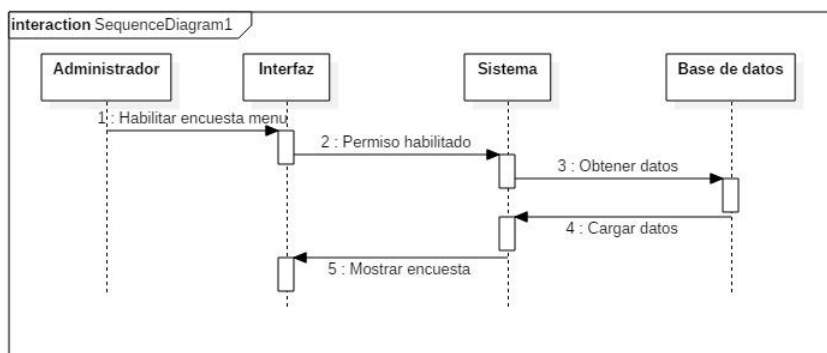 interaction SequenceDiagram1
Administrador
Interfaz
Sistema
Base de datos
1 : Habilitar encuesta menu
2 : Permiso habilitado
3 : Obtener datos
4 : Cargar datos
5 : Mostrar encuesta